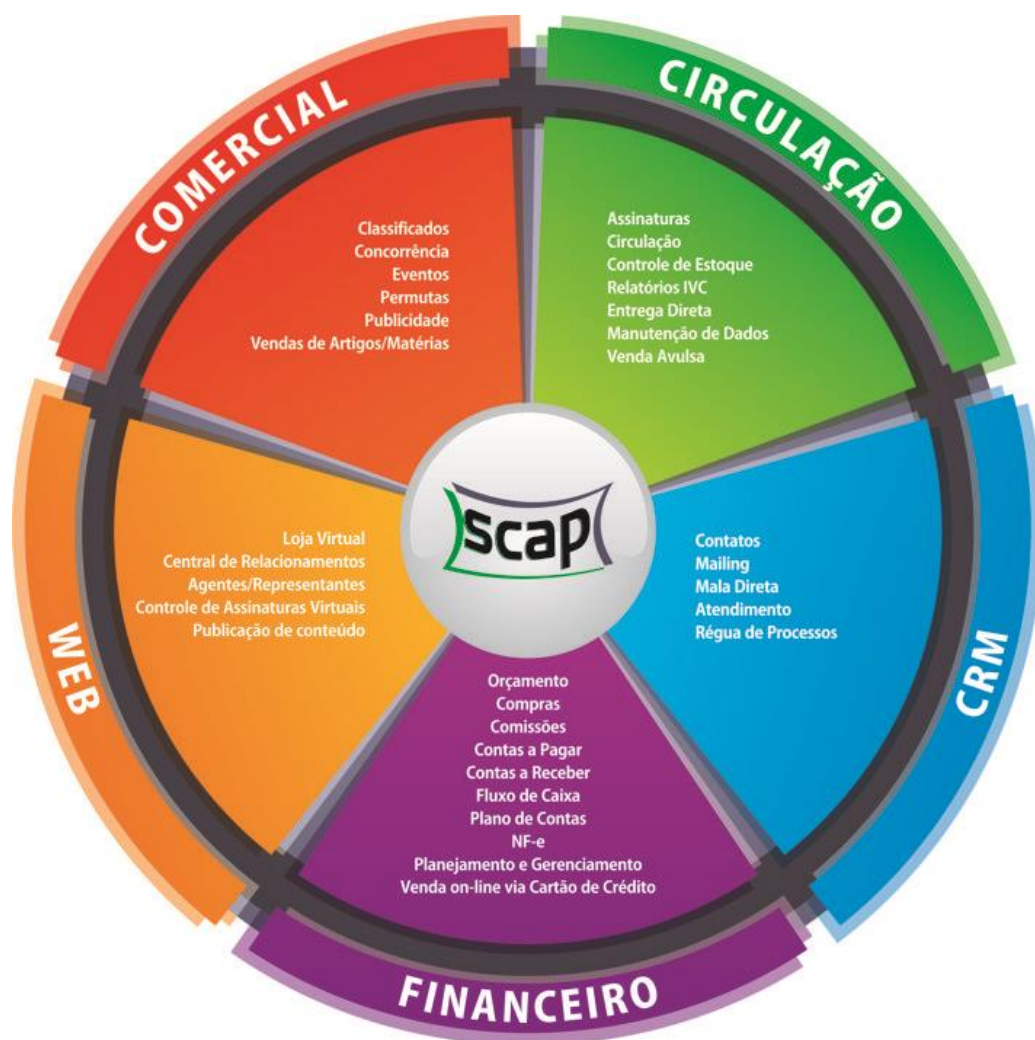 COMERCIAL
Classificados
Concorrência
Eventos
Permutas
Publicidade
Vendas de Artigos/Matérias
CIRCULAÇÃO
Assinaturas
Circulação
Controle de Estoque
Relatórios IVC
Entrega Direta
Manutenção de Dados
Venda Avulsa
WEB
Loja Virtual
Central de Relacionamentos
Agentes/Representantes
Controle de Assinaturas Virtuais
Publicação de conteúdo
scap
CRM
Contatos
Mailing
Mala Direta
Atendimento
Régua de Processos
Orçamento
Compras
Comissões
Contas a Pagar
Contas a Receber
Fluxo de Caixa
Plano de Contas
NF-e
Planejamento e Gerenciamento
Venda on-line via Cartão de Crédito
FINANCEIRO